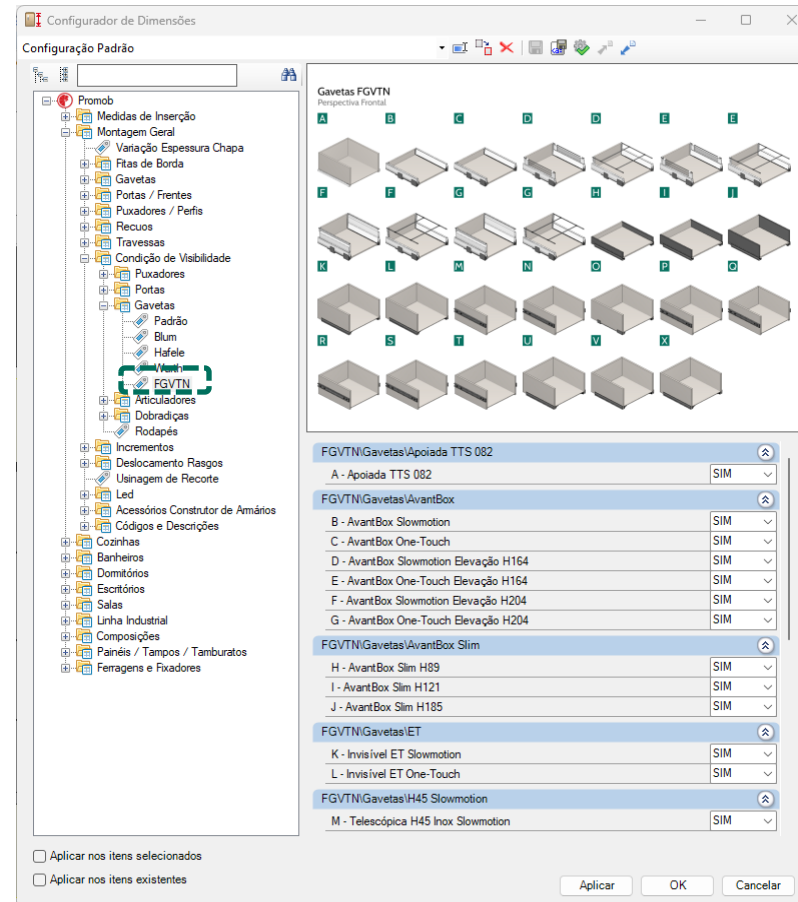 Configurador de Dimensões
Configuração Padrão
Promob
Medidas de Inserção
Montagem Geral
Variação Espessura Chapa
Fitas de Borda
Gavetas
Portas / Frentes
Puxadores / Perfis
Recuos
Travessas
Condição de Visibilidade
Puxadores
Portas
Gavetas
Padrão
Blum
Hafele
Wurth
FGVTN
Articuladores
Dobradiças
Rodapés
Incrementos
Deslocamento Rasgos
Usinagem de Recorte
Led
Acessórios Construtor de Armários
Códigos e Descrições
Cozinhas
Banheiros
Dormitórios
Escritórios
Salas
Linha Industrial
Composições
Painéis / Tampos / Tamburatos
Ferragens e Fixadores
Gavetas FGVTN
Perspectiva Frontal
A B C D D E E
F F G G H I J
K L M N O P Q
R S T U V X
FGVTN\Gavetas\Apoiada TTS 082
A - Apoiada TTS 082 SIM
FGVTN\Gavetas\AvantBox
B - AvantBox Slowmotion SIM
C - AvantBox One-Touch SIM
D - AvantBox Slowmotion Elevação H164 SIM
E - AvantBox One-Touch Elevação H164 SIM
F - AvantBox Slowmotion Elevação H204 SIM
G - AvantBox One-Touch Elevação H204 SIM
FGVTN\Gavetas\AvantBox Slim
H - AvantBox Slim H89 SIM
I - AvantBox Slim H121 SIM
J - AvantBox Slim H185 SIM
FGVTN\Gavetas\ET
K - Invisível ET Slowmotion SIM
L - Invisível ET One-Touch SIM
FGVTN\Gavetas\H45 Slowmotion
M - Telescópica H45 Inox Slowmotion SIM
Aplicar nos itens selecionados
Aplicar nos itens existentes
Aplicar OK Cancelar